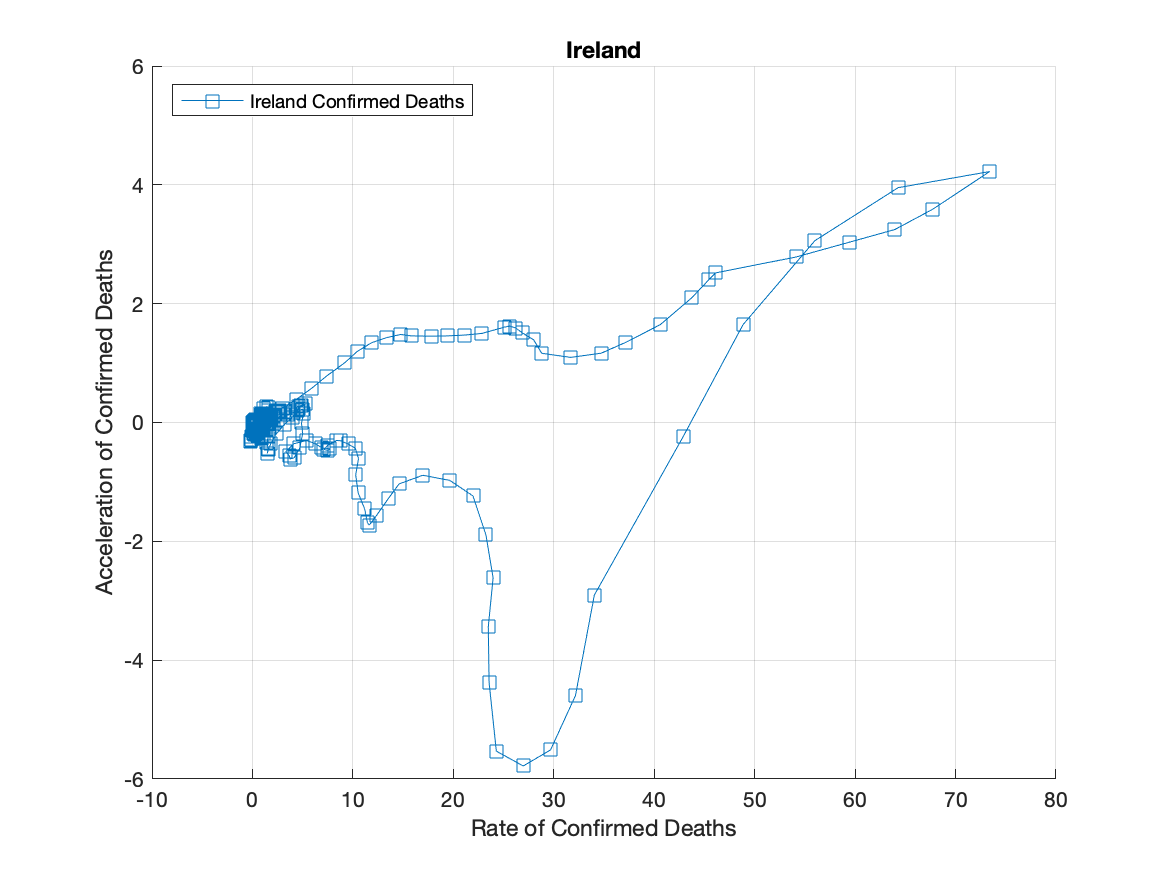 Ireland
Ireland Confirmed Deaths
6
4
2
0
-2
-4
-6
Acceleration of Confirmed Deaths
-10 0 10 20 30 40 50 60 70 80
Rate of Confirmed Deaths